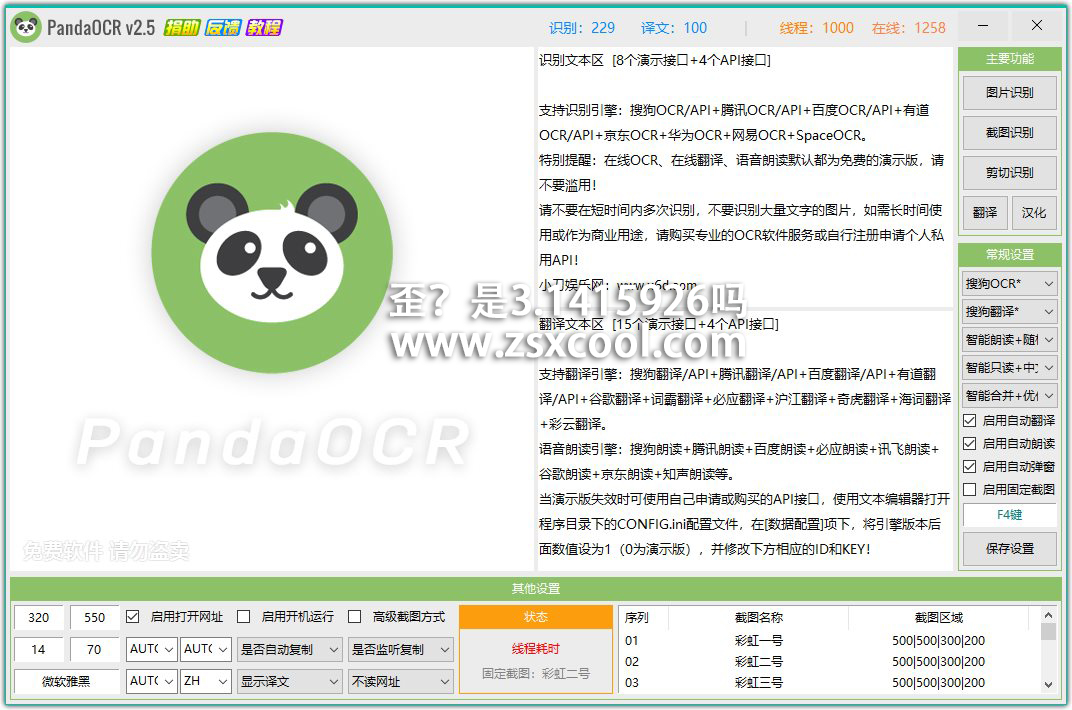 PandaOCR v2.5 捐助 反馈 教程
识别：229 译文：100 线程：1000 在线：1258
识别文本区 [8个演示接口+4个API接口]
支持识别引擎：搜狗OCR/API+腾讯OCR/API+百度OCR/API+有道
OCR/API+京东OCR+华为OCR+网易OCR+SpaceOCR。
特别提醒：在线OCR、在线翻译、语音朗读默认都为免费的演示版，请
不要滥用！
请不要在短时间内多次识别，不要识别大量文字的图片，如需长时间使
用或作为商业用途，请购买专业的OCR软件服务或自行注册申请个人私
用API！
小刀娱乐网：www.x6d.com
歪？是3.1415926吗
www.zsxcool.com
翻译文本区 [15个演示接口+4个API接口]
支持翻译引擎：搜狗翻译/API+腾讯翻译/API+百度翻译/API+有道翻
译/API+谷歌翻译+词霸翻译+必应翻译+沪江翻译+奇虎翻译+海词翻译
+彩云翻译。
语音朗读引擎：搜狗朗读+腾讯朗读+百度朗读+必应朗读+讯飞朗读+
谷歌朗读+京东朗读+知声朗读等。
当演示版失效时可使用自己申请或购买的API接口，使用文本编辑器打开
程序目录下的CONFIG.ini配置文件，在[数据配置]项下，将引擎版本后
面数值设为1（0为演示版），并修改下方相应的ID和KEY！
PandaOCR
免费软件 请勿盗卖
主要功能
图片识别
截图识别
剪切识别
翻译 汉化
常规设置
搜狗OCR*
搜狗翻译*
智能朗读+随
智能只读+中
智能合并+优
启用自动翻译
启用自动朗读
启用自动弹窗
启用固定截图
F4键
保存设置
其他设置
320 550 启用打开网址 启用开机运行 高级截图方式
14 70 AUTO AUTO 是否自动复制 是否监听复制
微软雅黑 AUTO ZH 显示译文 不读网址
状态
线程耗时
固定截图：彩虹二号
序列 截图名称 截图区域
01 彩虹一号 500|500|300|200
02 彩虹二号 500|500|300|200
03 彩虹三号 500|500|300|200